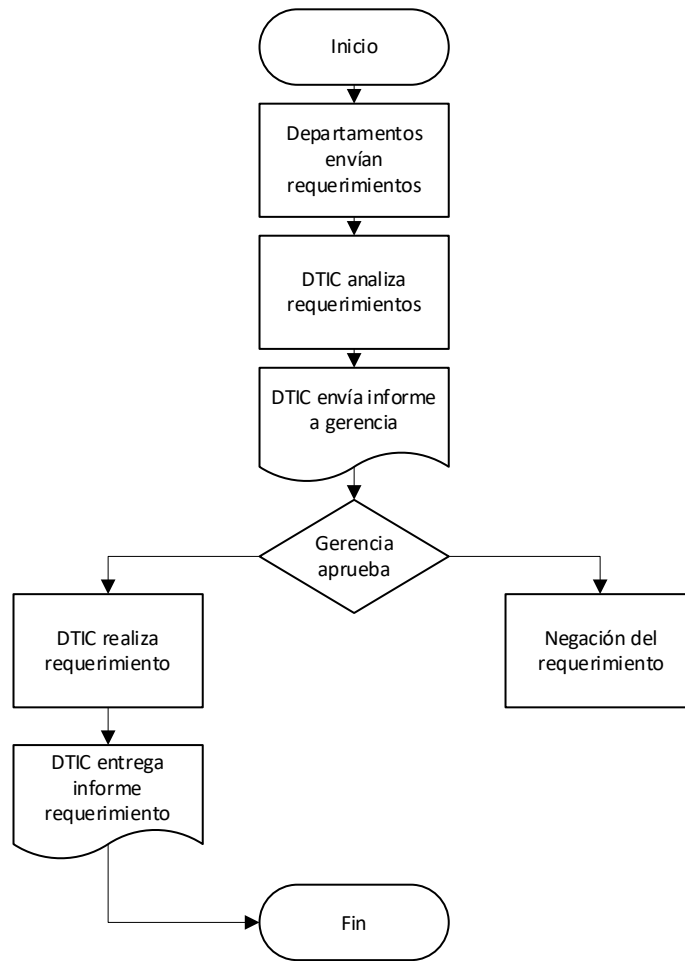 Inicio
Departamentos
envían
requerimientos
DTIC analiza
requerimientos
DTIC envía informe
a gerencia
Gerencia
aprueba
DTIC realiza
requerimiento
Negación del
requerimiento
DTIC entrega
informe
requerimiento
Fin